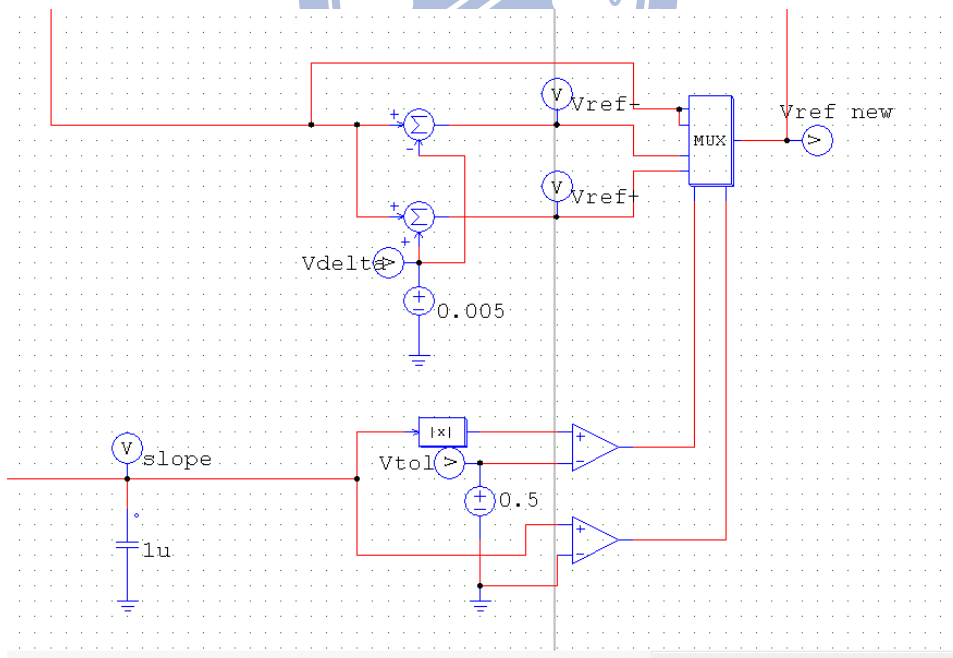 V
Vref-
+
Σ
-
MUX
Vref new
V
V
Vref+
+
Σ
+
Vdelta
V
+
-
0.005
|x|
+
-
V
slope
Vtol
V
+
-
0.5
+
-
1u